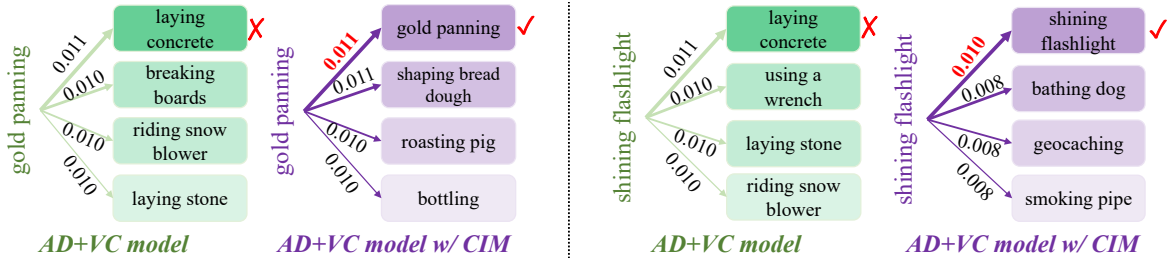 gold panning
0.011
0.010
0.010
0.010
laying
concrete
✗
breaking
boards
riding snow
blower
laying stone
AD+VC model
gold panning
0.011
0.011
0.010
0.010
gold panning
✓
shaping bread
dough
roasting pig
bottling
AD+VC model w/ CIM
shining flashlight
0.011
0.010
0.010
0.010
laying
concrete
✗
using a
wrench
laying stone
riding snow
blower
AD+VC model
shining flashlight
0.010
0.008
0.008
0.008
shining
flashlight
✓
bathing dog
geocaching
smoking pipe
AD+VC model w/ CIM